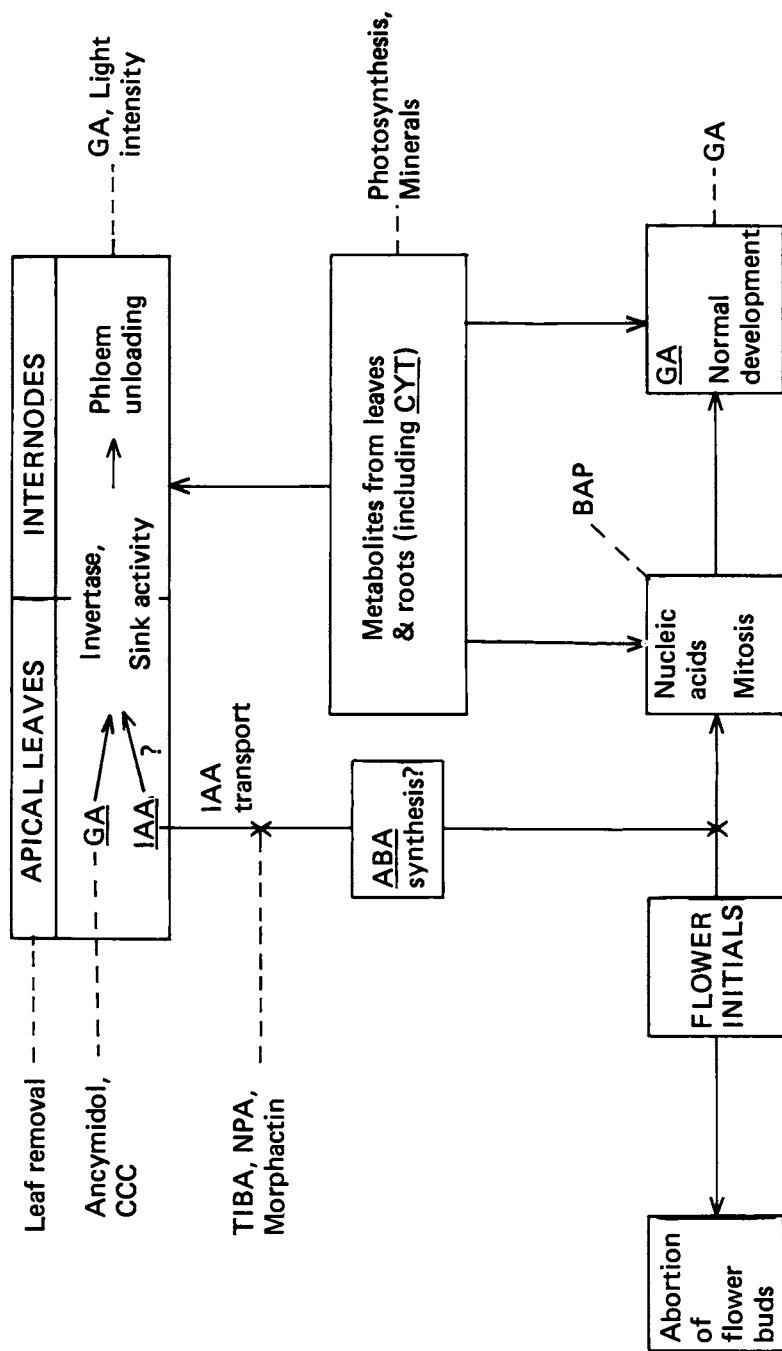 Leaf removal
APICAL LEAVES
INTERNODES
Ancymidol,
CCC
GA
IAA
?
Invertase,
Sink activity
Phloem
unloading
GA, Light
intensity
TIBA, NPA,
Morphactin
IAA
transport
ABA
synthesis?
Metabolites from leaves
& roots (including CYT)
Photosynthesis,
Minerals
BAP
Abortion
of
flower
buds
FLOWER
INITIALS
Nucleic
acids
Mitosis
GA
Normal
development
GA